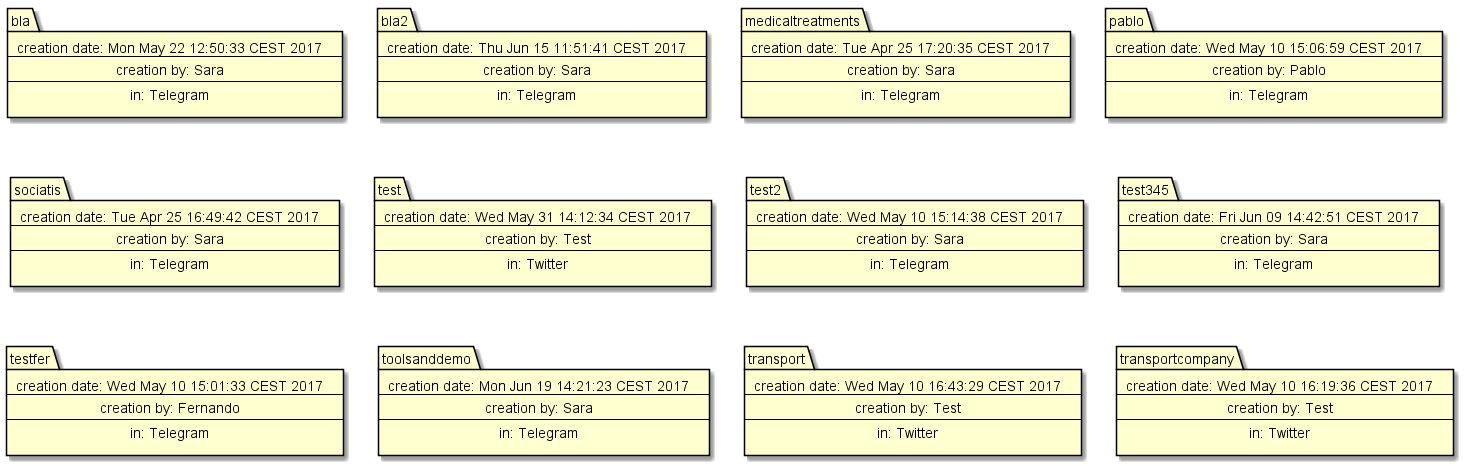 bla
creation date: Mon May 22 12:50:33 CEST 2017
creation by: Sara
in: Telegram
bla2
creation date: Thu Jun 15 11:51:41 CEST 2017
creation by: Sara
in: Telegram
medicaltreatments
creation date: Tue Apr 25 17:20:35 CEST 2017
creation by: Sara
in: Telegram
pablo
creation date: Wed May 10 15:06:59 CEST 2017
creation by: Pablo
in: Telegram
sociatis
creation date: Tue Apr 25 16:49:42 CEST 2017
creation by: Sara
in: Telegram
test
creation date: Wed May 31 14:12:34 CEST 2017
creation by: Test
in: Twitter
test2
creation date: Wed May 10 15:14:38 CEST 2017
creation by: Sara
in: Telegram
test345
creation date: Fri Jun 09 14:42:51 CEST 2017
creation by: Sara
in: Telegram
testfer
creation date: Wed May 10 15:01:33 CEST 2017
creation by: Fernando
in: Telegram
toolsanddemo
creation date: Mon Jun 19 14:21:23 CEST 2017
creation by: Sara
in: Telegram
transport
creation date: Wed May 10 16:43:29 CEST 2017
creation by: Test
in: Twitter
transportcompany
creation date: Wed May 10 16:19:36 CEST 2017
creation by: Test
in: Twitter